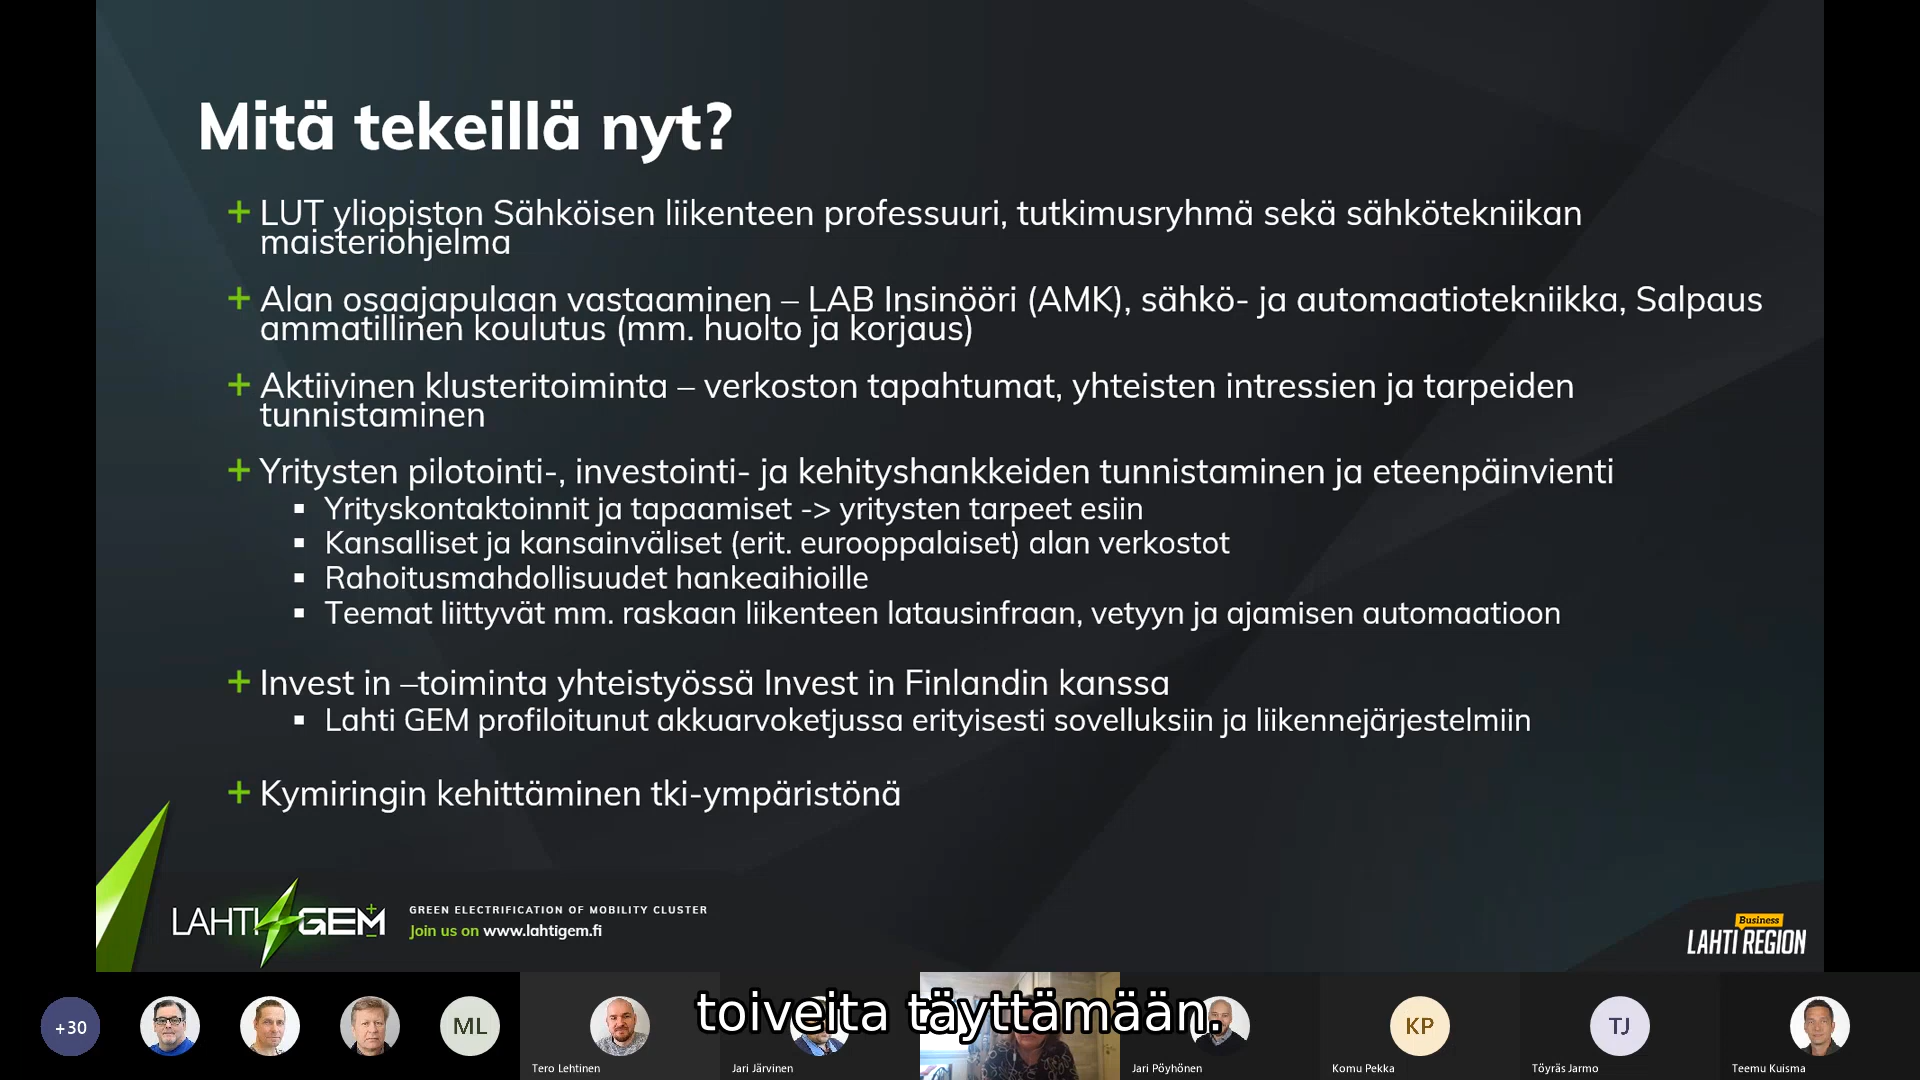 Mitä tekeillä nyt?
+ LUT yliopiston Sähköisen liikenteen professuuri, tutkimusryhmä sekä sähkötekniikan
maisteriohjelma
+ Alan osaajapulaan vastaaminen – LAB Insinööri (AMK), sähkö- ja automaatiotekniikka, Salpaus
ammatillinen koulutus (mm. huolto ja korjaus)
+ Aktiivinen klusteritoiminta – verkoston tapahtumat, yhteisten intressien ja tarpeiden
tunnistaminen
+ Yritysten pilotointi-, investointi- ja kehityshankkeiden tunnistaminen ja eteenpäinvienti
▪ Yrityskontaktoinnit ja tapaamiset -> yritysten tarpeet esiin
▪ Kansalliset ja kansainväliset (erit. eurooppalaiset) alan verkostot
▪ Rahoitusmahdollisuudet hankeaihioille
▪ Teemat liittyvät mm. raskaan liikenteen latausinfraan, vetyyn ja ajamisen automaatioon
+ Invest in –toiminta yhteistyössä Invest in Finlandin kanssa
▪ Lahti GEM profiloitunut akkuarvoketjussa erityisesti sovelluksiin ja liikennejärjestelmiin
+ Kymiringin kehittäminen tki-ympäristönä
LAHTI GEM
GREEN ELECTRIFICATION OF MOBILITY CLUSTER
Join us on www.lahtigem.fi
Business
LAHTI REGION
toiveita täyttämään.
+30
ML
KP
TJ
Tero Lehtinen
Jari Järvinen
Jari Pöyhönen
Komu Pekka
Töyräs Jarmo
Teemu Kuisma